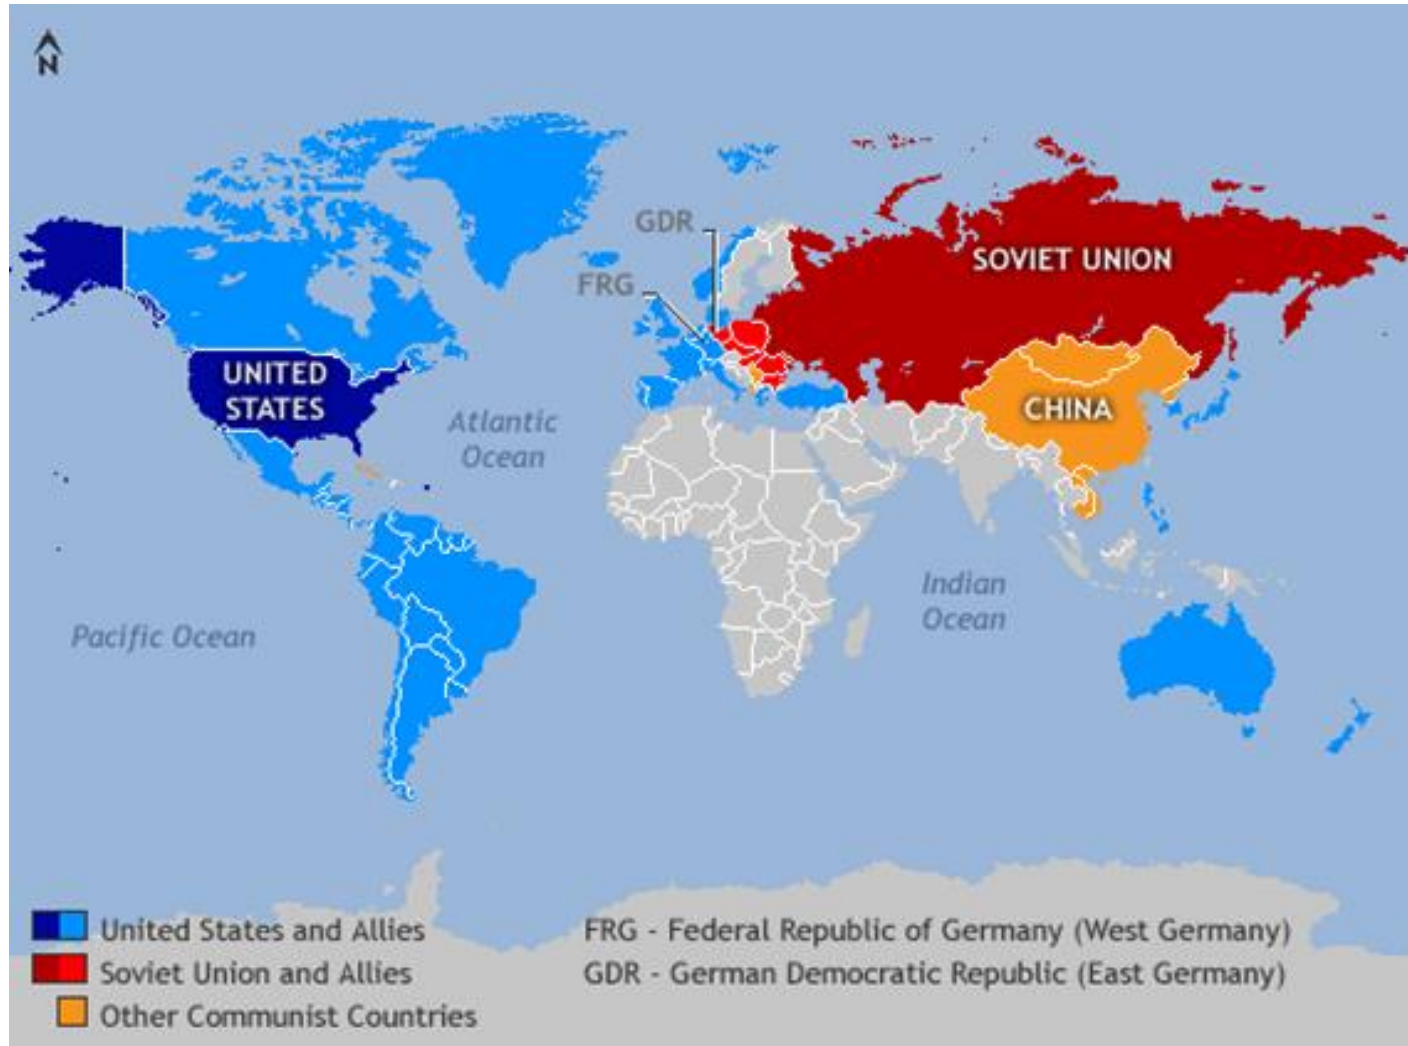 N
GDR
SOVIET UNION
FRG
UNITED
STATES
CHINA
Atlantic
Ocean
Indian
Ocean
Pacific Ocean
United States and Allies
Soviet Union and Allies
Other Communist Countries
FRG - Federal Republic of Germany (West Germany)
GDR - German Democratic Republic (East Germany)